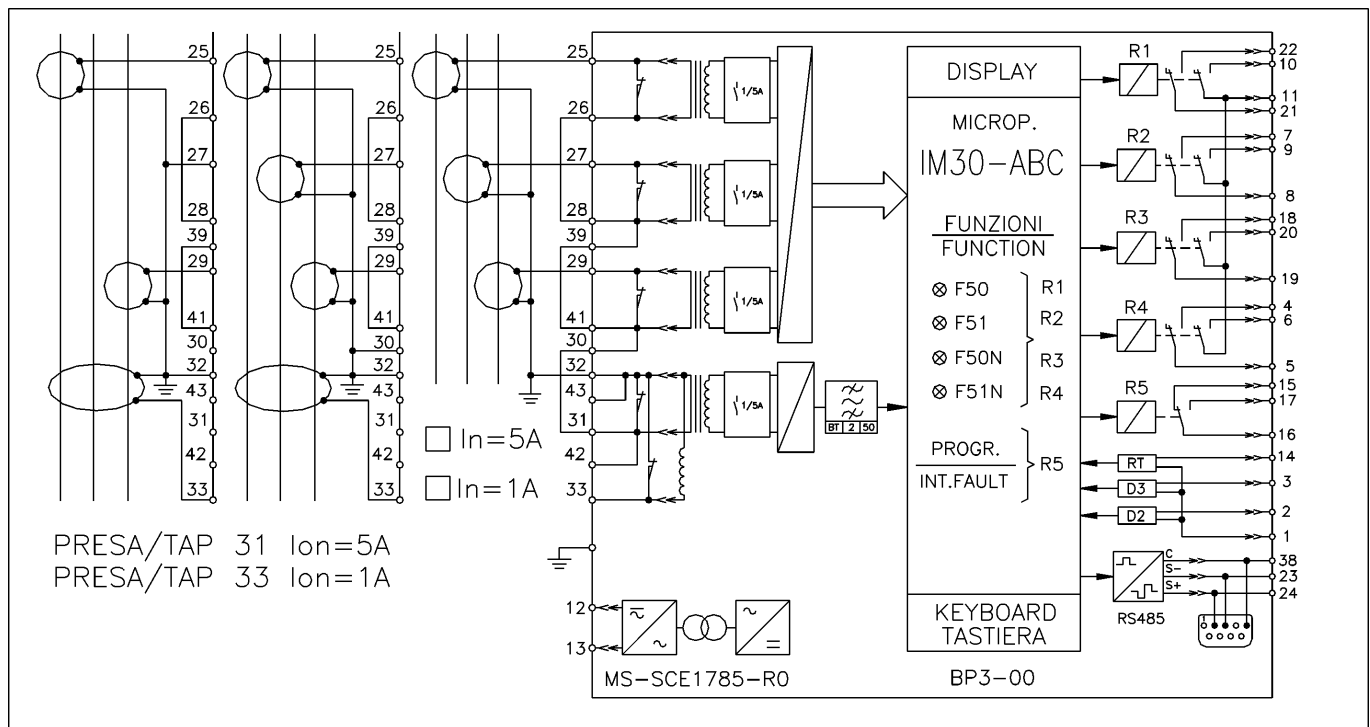 25 25 25
26 26 26
27 27 27
28 28 28
39 39 39
29 29 29
41 41 41
30 30 30
32 32 32
43 43 43
31 31 31
42 42 42
33 33 33
In=5A
In=1A
PRESA/TAP 31 Ion=5A
PRESA/TAP 33 Ion=1A
12
13
1/5A
1/5A
1/5A
1/5A
BT 2 50
MS-SCE1785-R0
DISPLAY
MICROP.
IM30-ABC
FUNZIONI
FUNCTION
F50 R1
F51 R2
F50N R3
F51N R4
PROGR.
INT.FAULT
R5
KEYBOARD
TASTIERA
BP3-00
R1
22
10
11
21
R2
7
9
8
R3
18
20
19
R4
4
6
5
R5
15
17
16
RT 14
D3 3
D2 2
1
C 38
S- 23
S+ 24
RS485
1